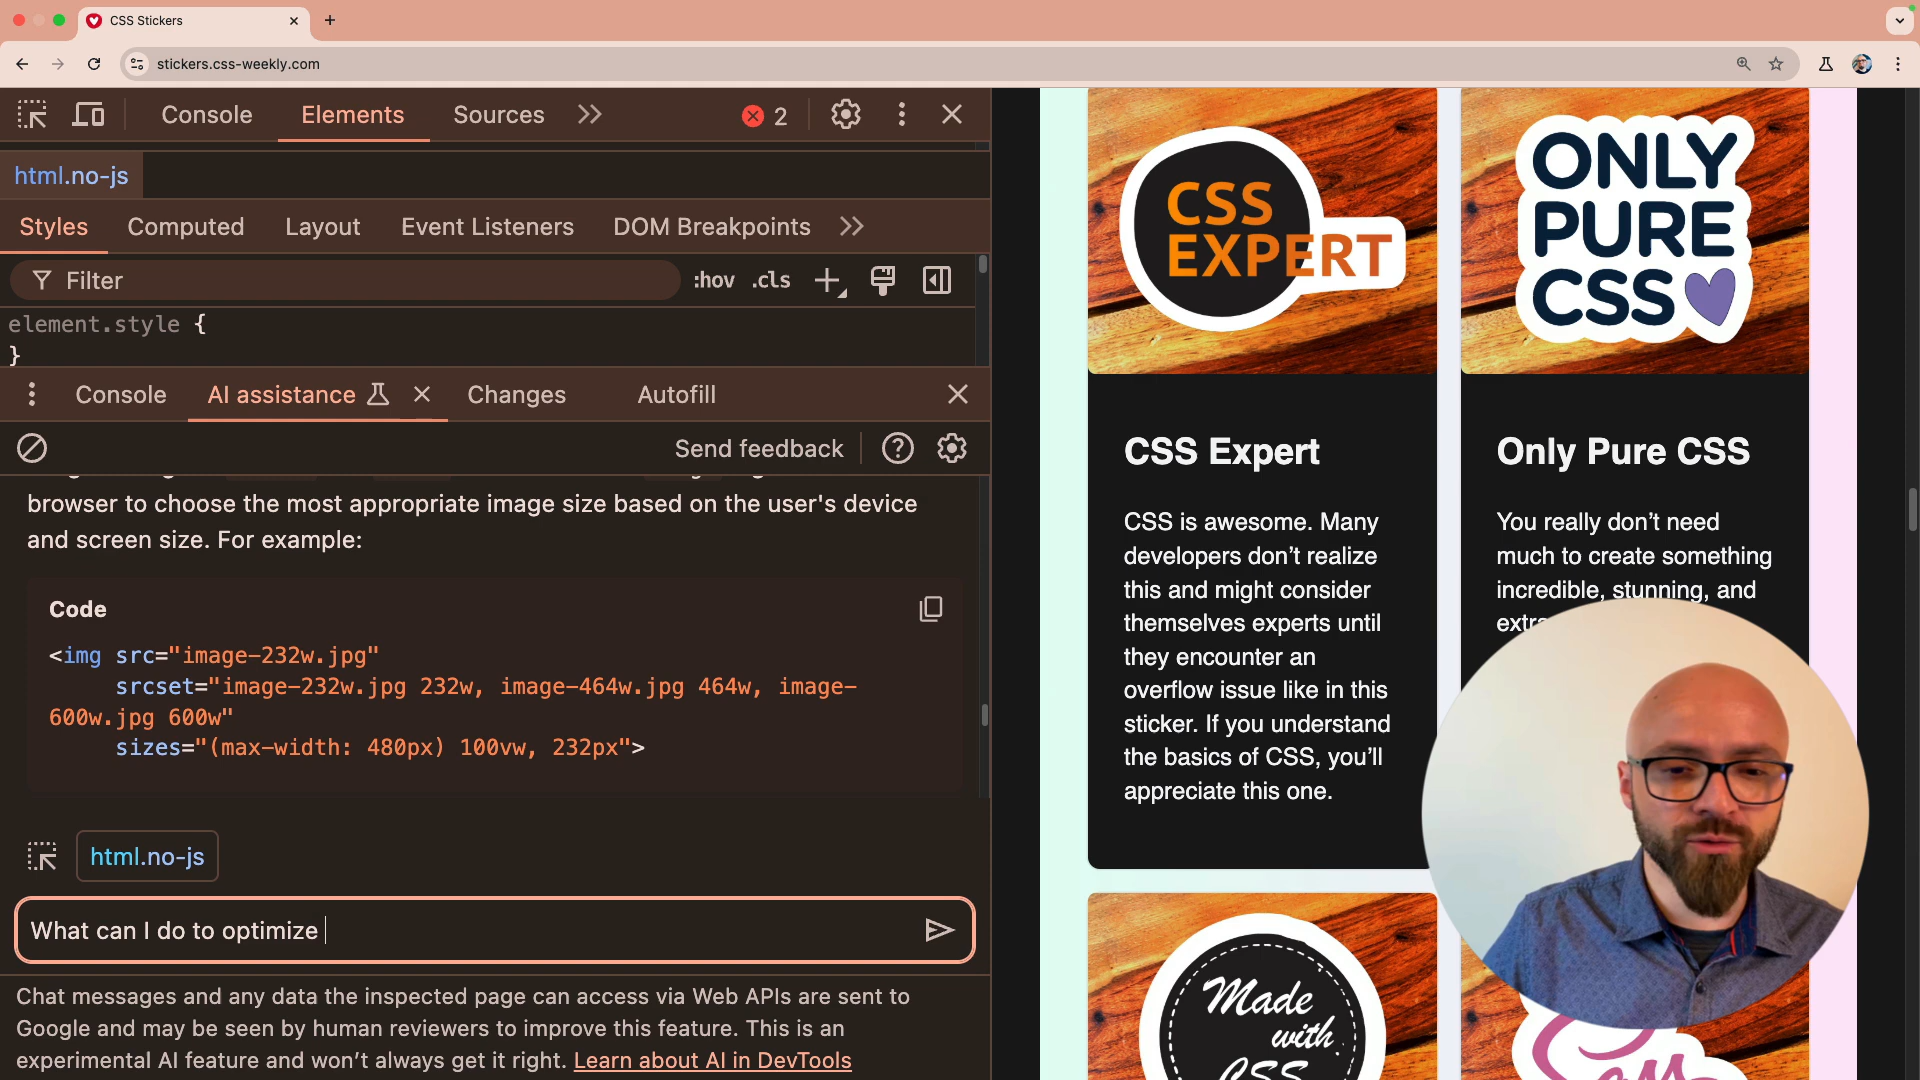 CSS Stickers
stickers.css-weekly.com
Console
Elements
Sources
2
html.no-js
Styles
Computed
Layout
Event Listeners
DOM Breakpoints
Filter
:hov
.cls
element.style {
}
Console
AI assistance
Changes
Autofill
Send feedback
browser to choose the most appropriate image size based on the user's device
and screen size. For example:
Code
<img src="image-232w.jpg"
srcset="image-232w.jpg 232w, image-464w.jpg 464w, image-
600w.jpg 600w"
sizes="(max-width: 480px) 100vw, 232px">
html.no-js
What can I do to optimize
Chat messages and any data the inspected page can access via Web APIs are sent to
Google and may be seen by human reviewers to improve this feature. This is an
experimental AI feature and won't always get it right. Learn about AI in DevTools
CSS
EXPERT
CSS Expert
CSS is awesome. Many
developers don’t realize
this and might consider
themselves experts until
they encounter an
overflow issue like in this
sticker. If you understand
the basics of CSS, you’ll
appreciate this one.
ONLY
PURE
CSS
Only Pure CSS
You really don’t need
much to create something
incredible, stunning, and
Made
with
CSS